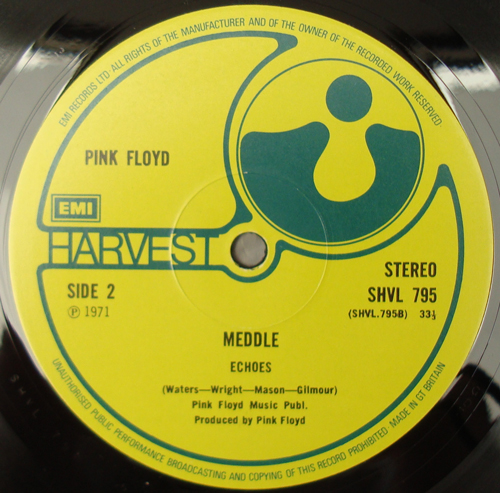 EMI RECORDS LTD ALL RIGHTS OF THE MANUFACTURER AND OF THE OWNER OF THE RECORDED WORK RESERVED
PINK FLOYD
EMI
HARVEST
SIDE 2
STEREO
Ⓟ 1971
SHVL 795
(SHVL.795B) 33⅓
MEDDLE
ECHOES
(Waters—Wright—Mason—Gilmour)
Pink Floyd Music Publ.
Produced by Pink Floyd
UNAUTHORISED PUBLIC PERFORMANCE BROADCASTING AND COPYING OF THIS RECORD PROHIBITED. MADE IN GT BRITAIN